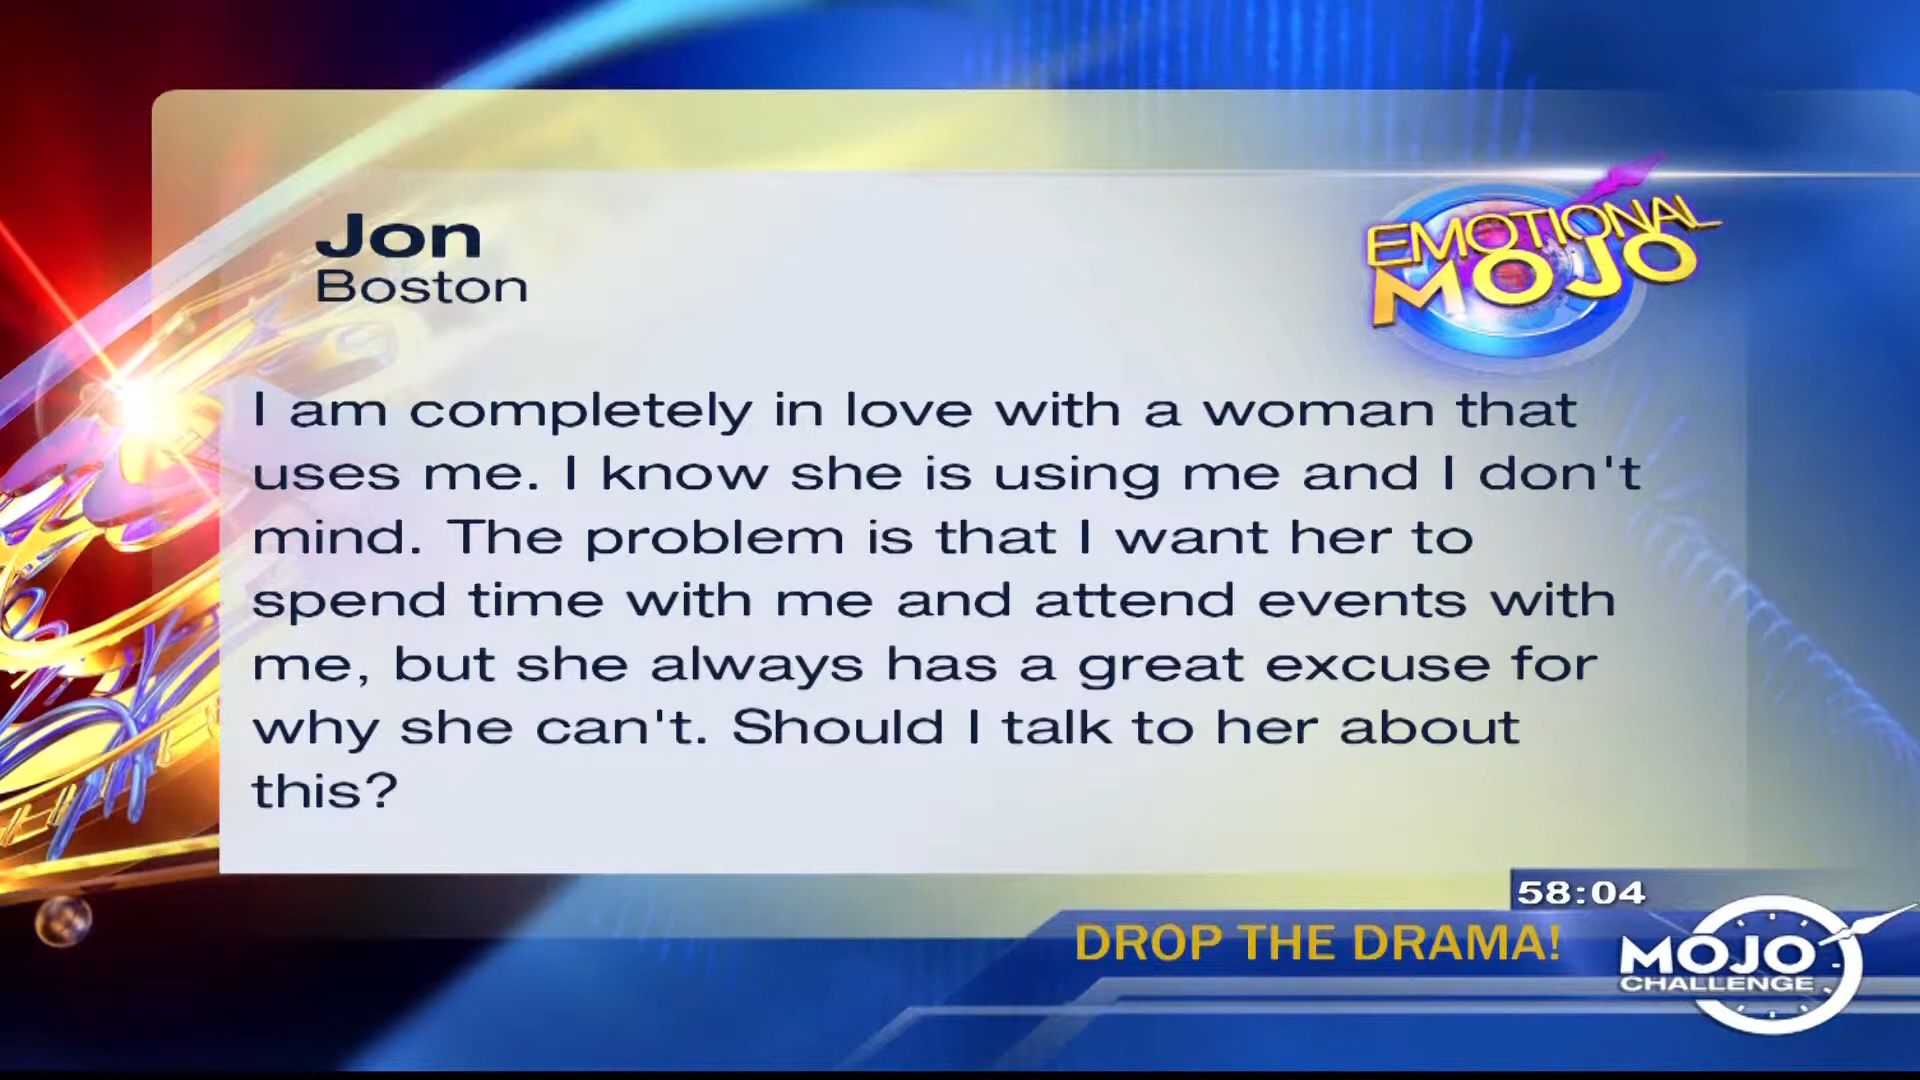 Jon
Boston
EMOTIONAL
MOJO
I am completely in love with a woman that
uses me. I know she is using me and I don't
mind. The problem is that I want her to
spend time with me and attend events with
me, but she always has a great excuse for
why she can't. Should I talk to her about
this?
58:04
DROP THE DRAMA!
MOJO
CHALLENGE